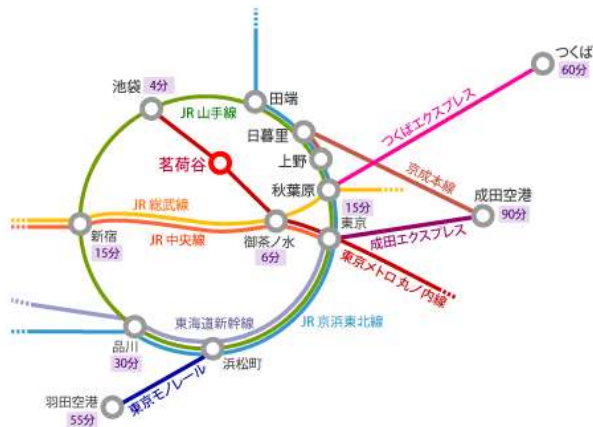 池袋 4分
田端
つくば
60分
JR 山手線
日暮里
つくばエクスプレス
茗荷谷
上野
京成本線
秋葉原
JR 総武線
15分
成田空港
90分
東京
JR 中央線
新宿
15分
御茶ノ水
6分
成田エクスプレス
東京メトロ 丸ノ内線
東海道新幹線
JR 京浜東北線
品川
30分
浜松町
東京モノレール
羽田空港
55分